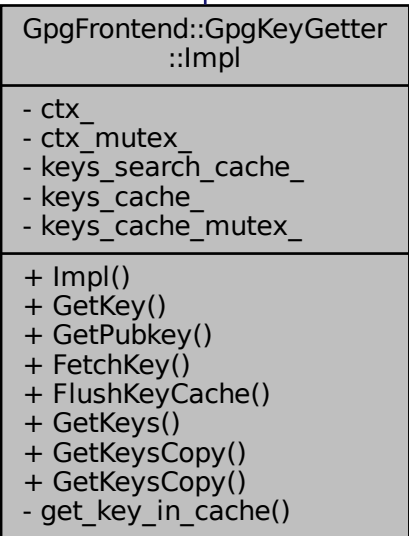 GpgFrontend::GpgKeyGetter
::Impl
- ctx_
- ctx_mutex_
- keys_search_cache_
- keys_cache_
- keys_cache_mutex_
+ Impl()
+ GetKey()
+ GetPubkey()
+ FetchKey()
+ FlushKeyCache()
+ GetKeys()
+ GetKeysCopy()
+ GetKeysCopy()
- get_key_in_cache()